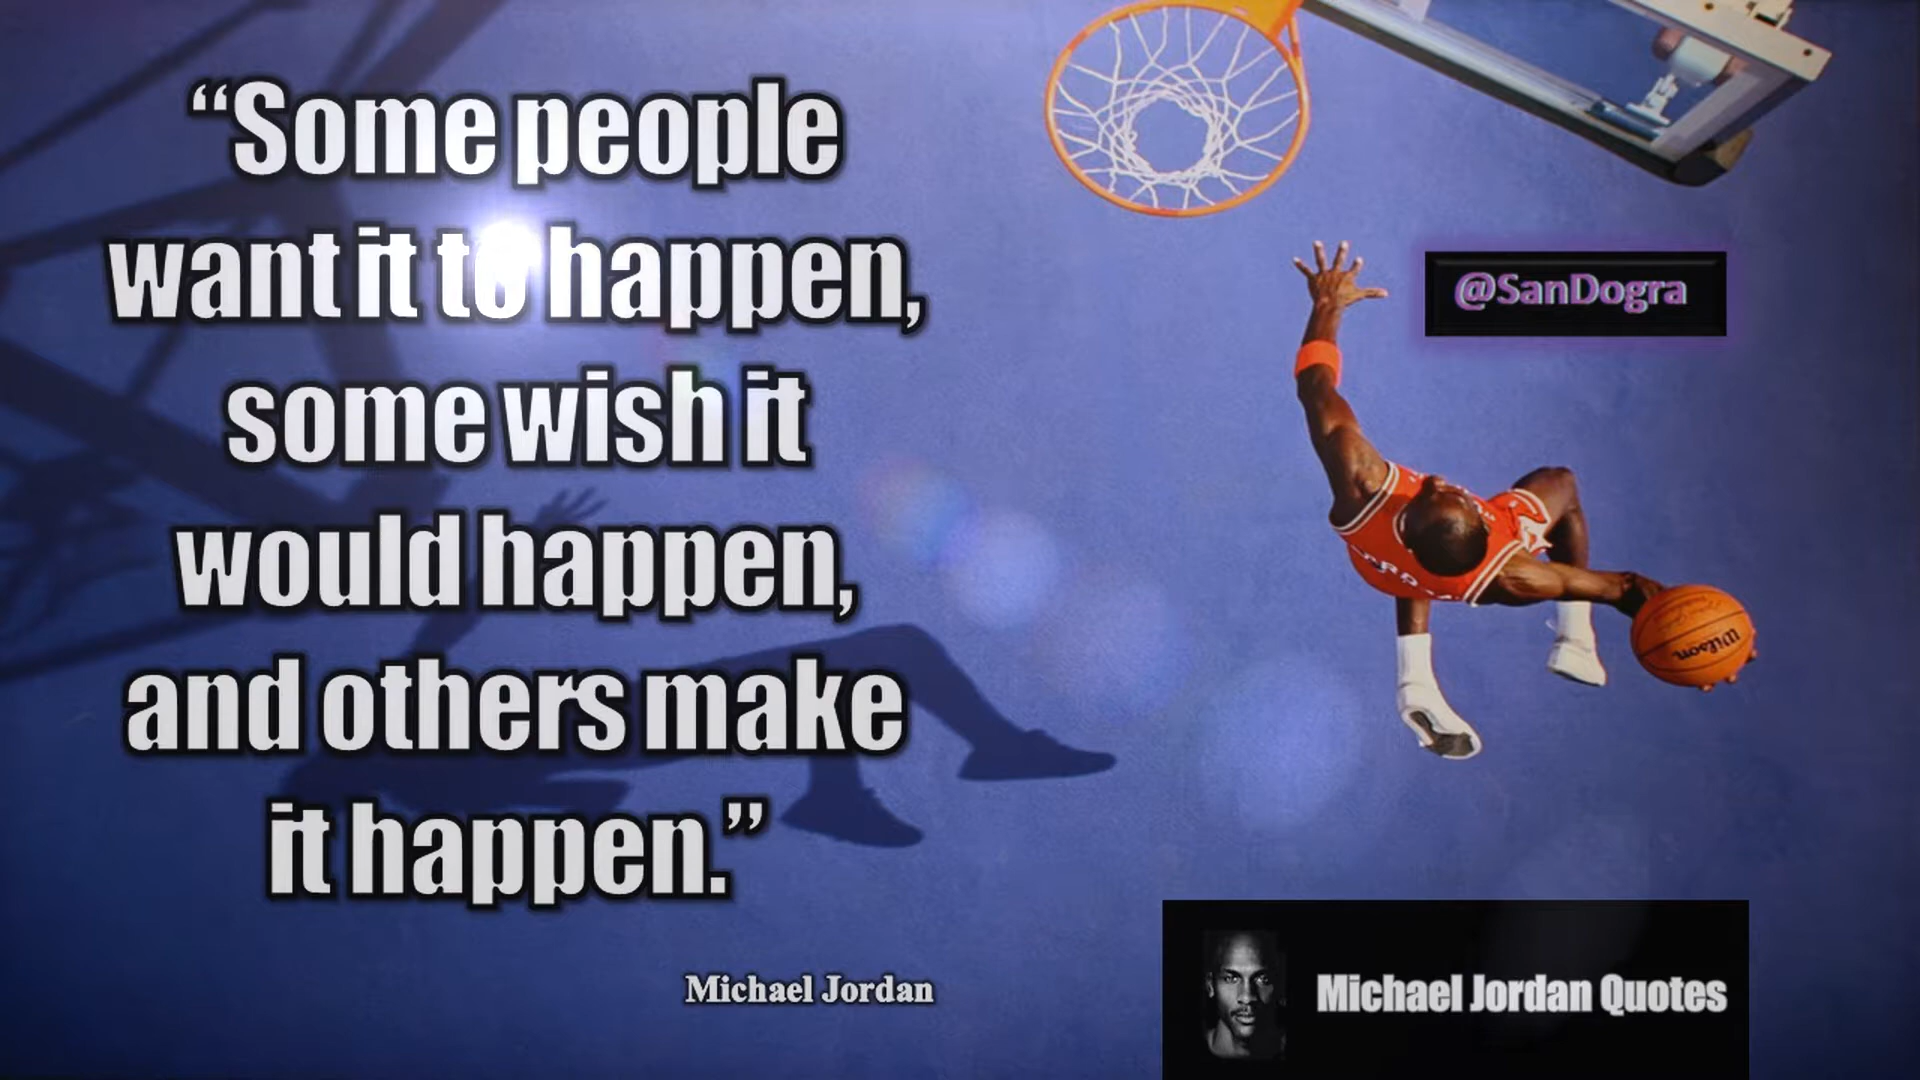 “Some people
want it to happen,
some wish it
would happen,
and others make
it happen.”
Michael Jordan
@SanDogra
Wilson
Michael Jordan Quotes